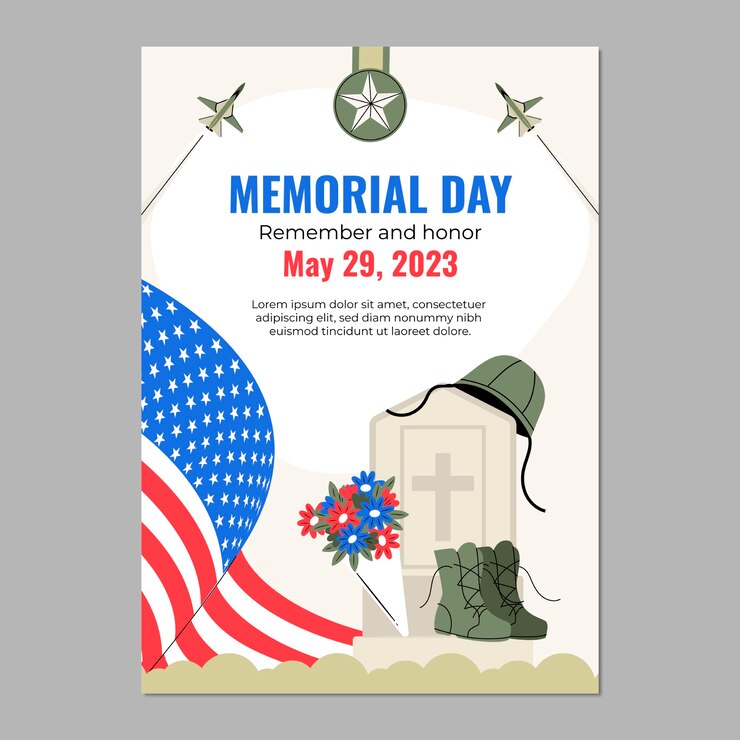 MEMORIAL DAY
Remember and honor
May 29, 2023
Lorem ipsum dolor sit amet, consectetuer
adipiscing elit, sed diam nonummy nibh
euismod tincidunt ut laoreet dolore.